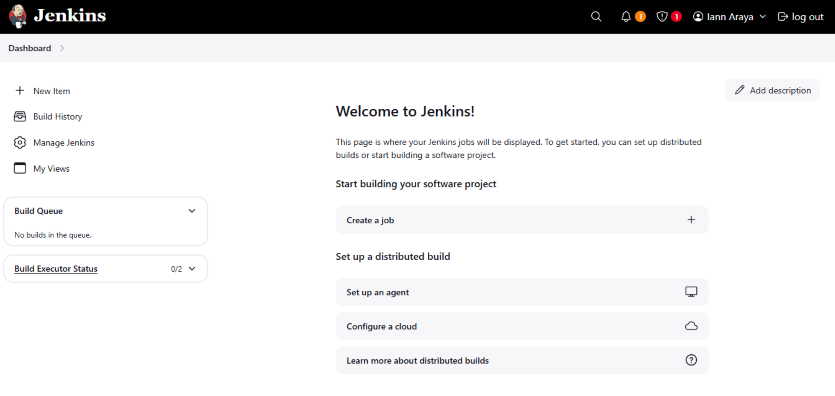 Jenkins
1
1
Iann Araya
log out
Dashboard
New Item
Build History
Manage Jenkins
My Views
Build Queue
No builds in the queue.
Build Executor Status
0/2
Add description
Welcome to Jenkins!
This page is where your Jenkins jobs will be displayed. To get started, you can set up distributed
builds or start building a software project.
Start building your software project
Create a job
Set up a distributed build
Set up an agent
Configure a cloud
Learn more about distributed builds